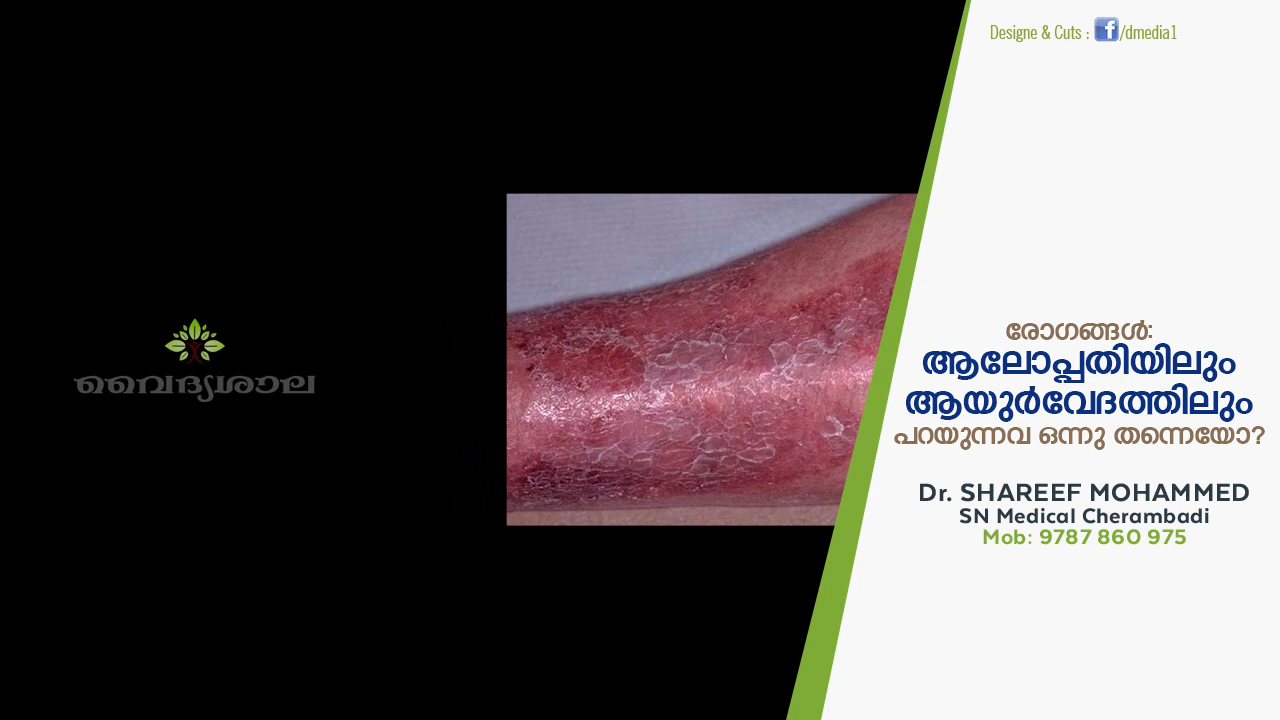 Designe & Cuts : f/dmedia1
വൈദ്യശാല
രോഗങ്ങൾ:
ആലോപ്പതിയിലും
ആയുർവേദത്തിലും
പറയുന്നവ ഒന്നു തന്നെയോ?
Dr. SHAREEF MOHAMMED
SN Medical Cherambadi
Mob: 9787 860 975